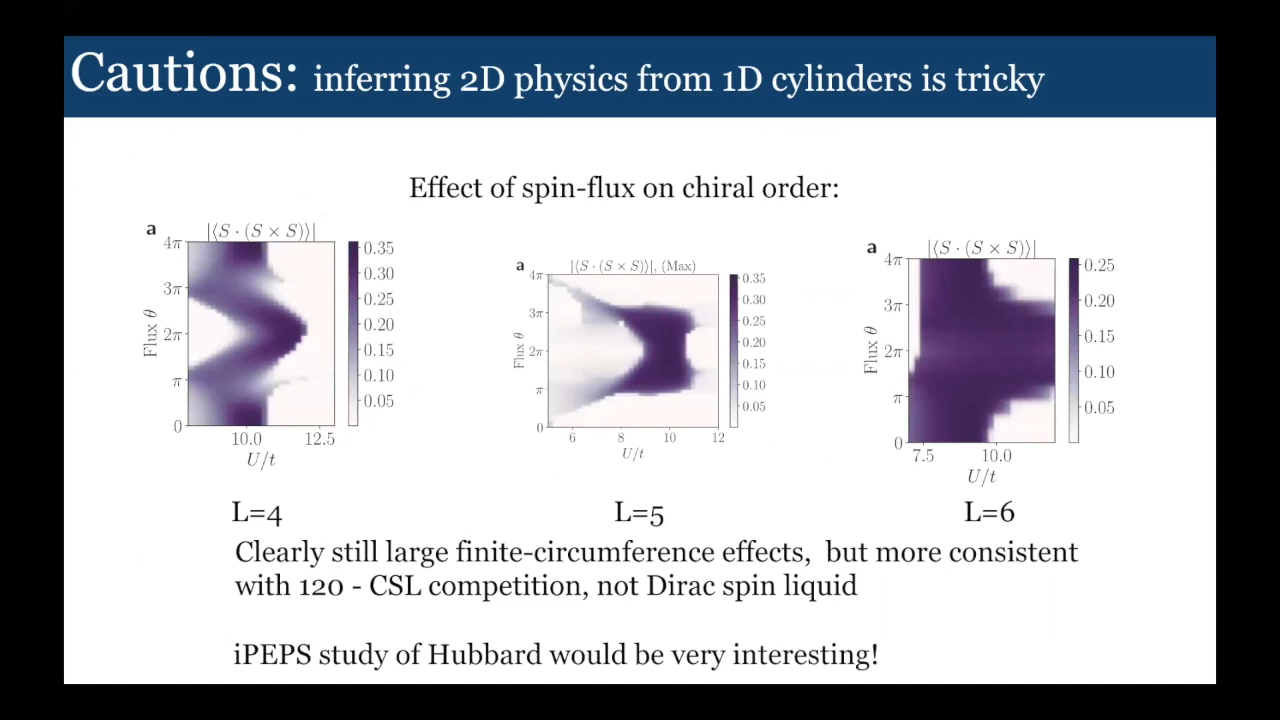 Cautions: inferring 2D physics from 1D cylinders is tricky
Effect of spin-flux on chiral order:
a
|⟨S · (S × S)⟩|
4π
3π
2π
π
0
Flux θ
10.0
12.5
U/t
0.35
0.30
0.25
0.20
0.15
0.10
0.05
a
|⟨S · (S × S)⟩|, (Max)
4π
3π
2π
π
0
Flux θ
6
8
10
12
U/t
0.35
0.30
0.25
0.20
0.15
0.10
0.05
a
|⟨S · (S × S)⟩|
4π
3π
2π
π
0
Flux θ
7.5
10.0
U/t
0.25
0.20
0.15
0.10
0.05
L=4
L=5
L=6
Clearly still large finite-circumference effects, but more consistent
with 120 - CSL competition, not Dirac spin liquid
iPEPS study of Hubbard would be very interesting!